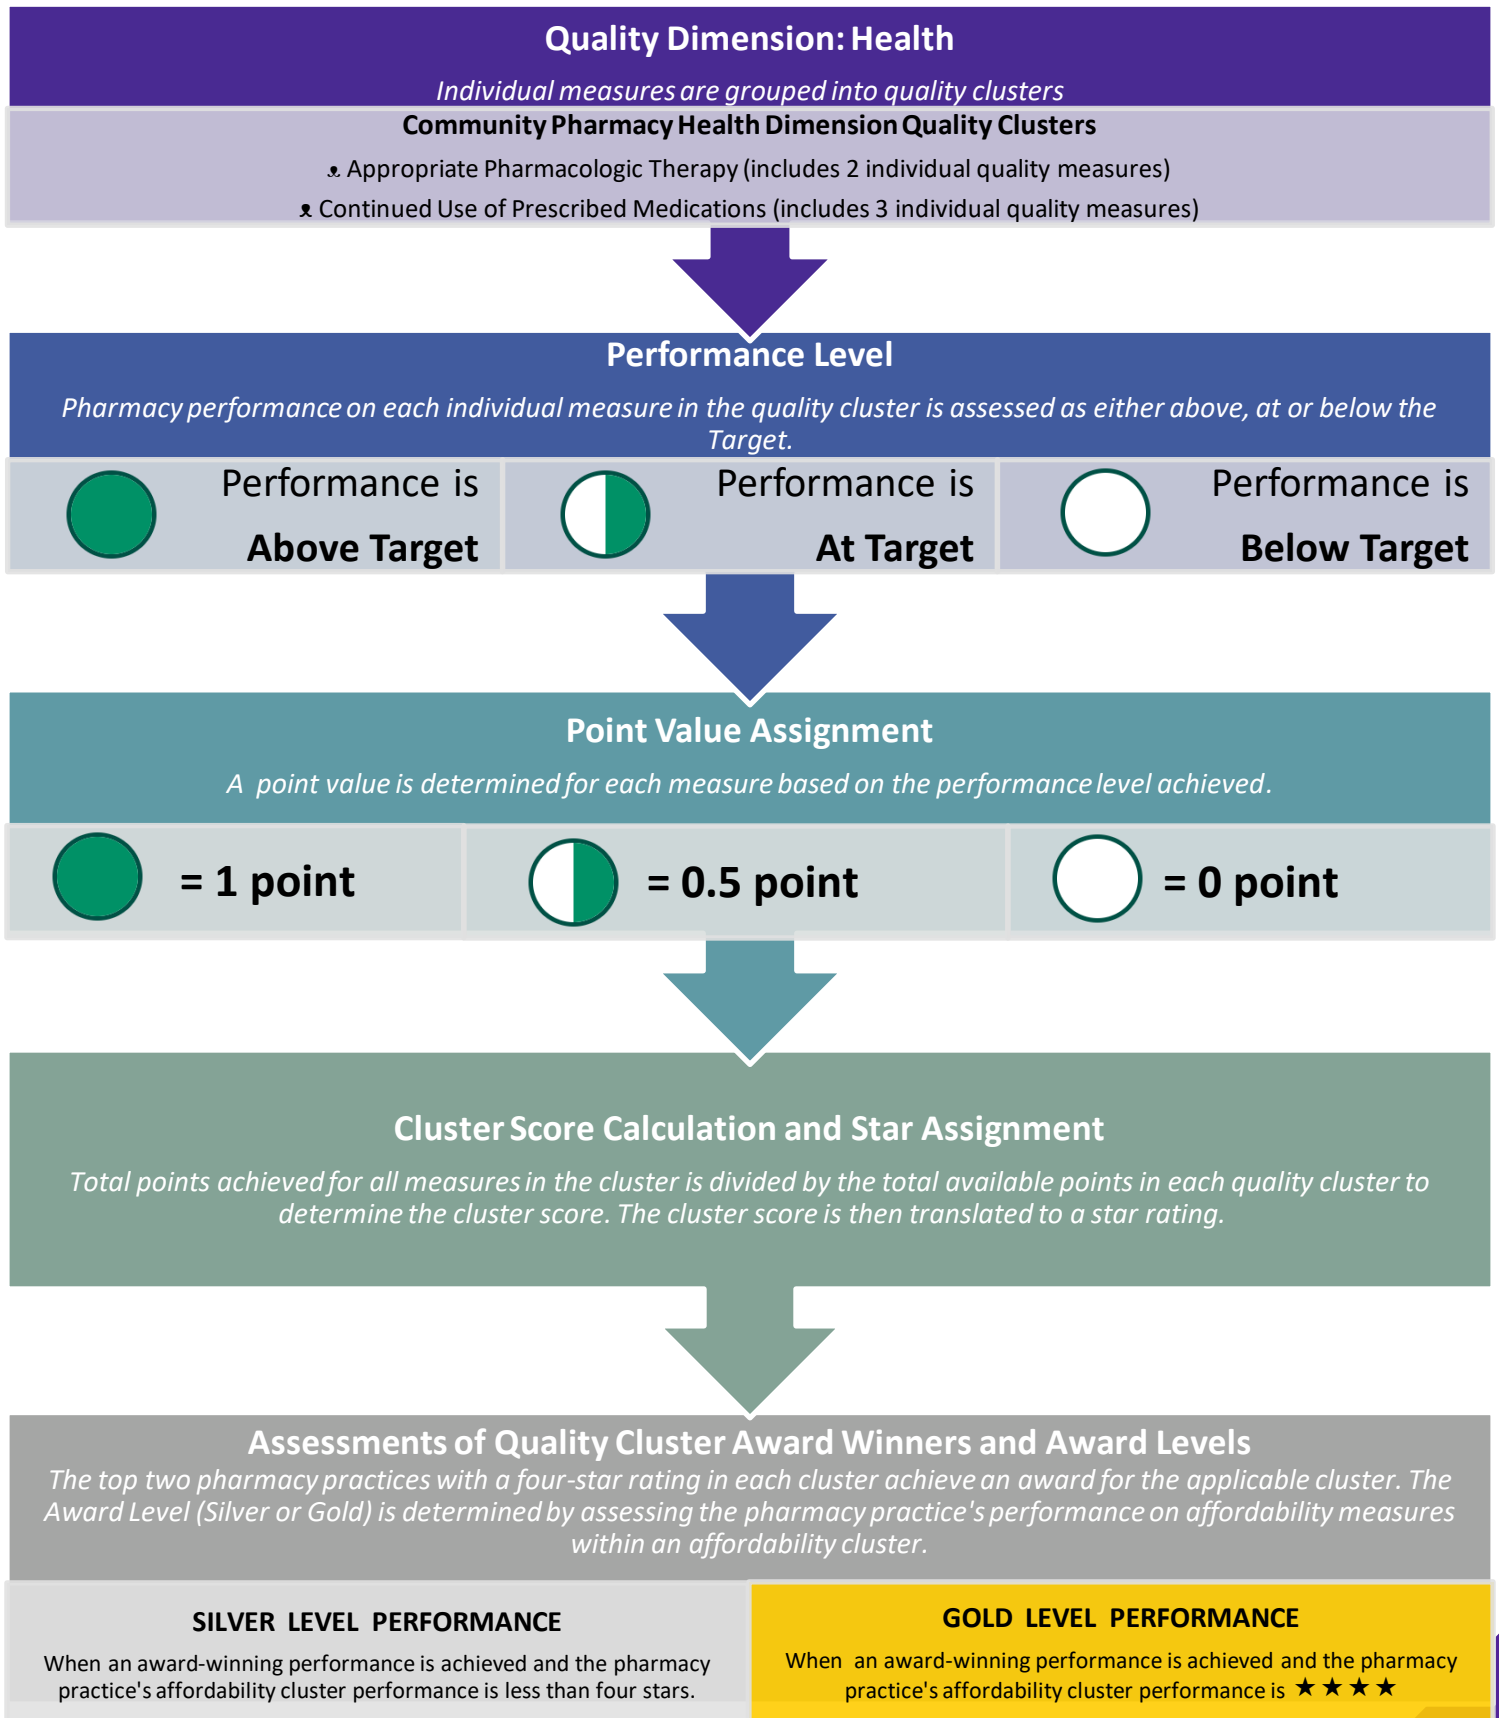 Quality Dimension: Health
Individual measures are grouped into quality clusters
Community Pharmacy Health Dimension Quality Clusters
Appropriate Pharmacologic Therapy (includes 2 individual quality measures)
Continued Use of Prescribed Medications (includes 3 individual quality measures)
Performance Level
Pharmacy performance on each individual measure in the quality cluster is assessed as either above, at or below the
Target.
Performance is
Above Target
Performance is
At Target
Performance is
Below Target
Point Value Assignment
A point value is determined for each measure based on the performance level achieved.
= 1 point
= 0.5 point
= 0 point
Cluster Score Calculation and Star Assignment
Total points achieved for all measures in the cluster is divided by the total available points in each quality cluster to
determine the cluster score. The cluster score is then translated to a star rating.
Assessments of Quality Cluster Award Winners and Award Levels
The top two pharmacy practices with a four-star rating in each cluster achieve an award for the applicable cluster. The
Award Level (Silver or Gold) is determined by assessing the pharmacy practice's performance on affordability measures
within an affordability cluster.
SILVER LEVEL PERFORMANCE
When an award-winning performance is achieved and the pharmacy
practice's affordability cluster performance is less than four stars.
GOLD LEVEL PERFORMANCE
When an award-winning performance is achieved and the pharmacy
practice's affordability cluster performance is ★★★★